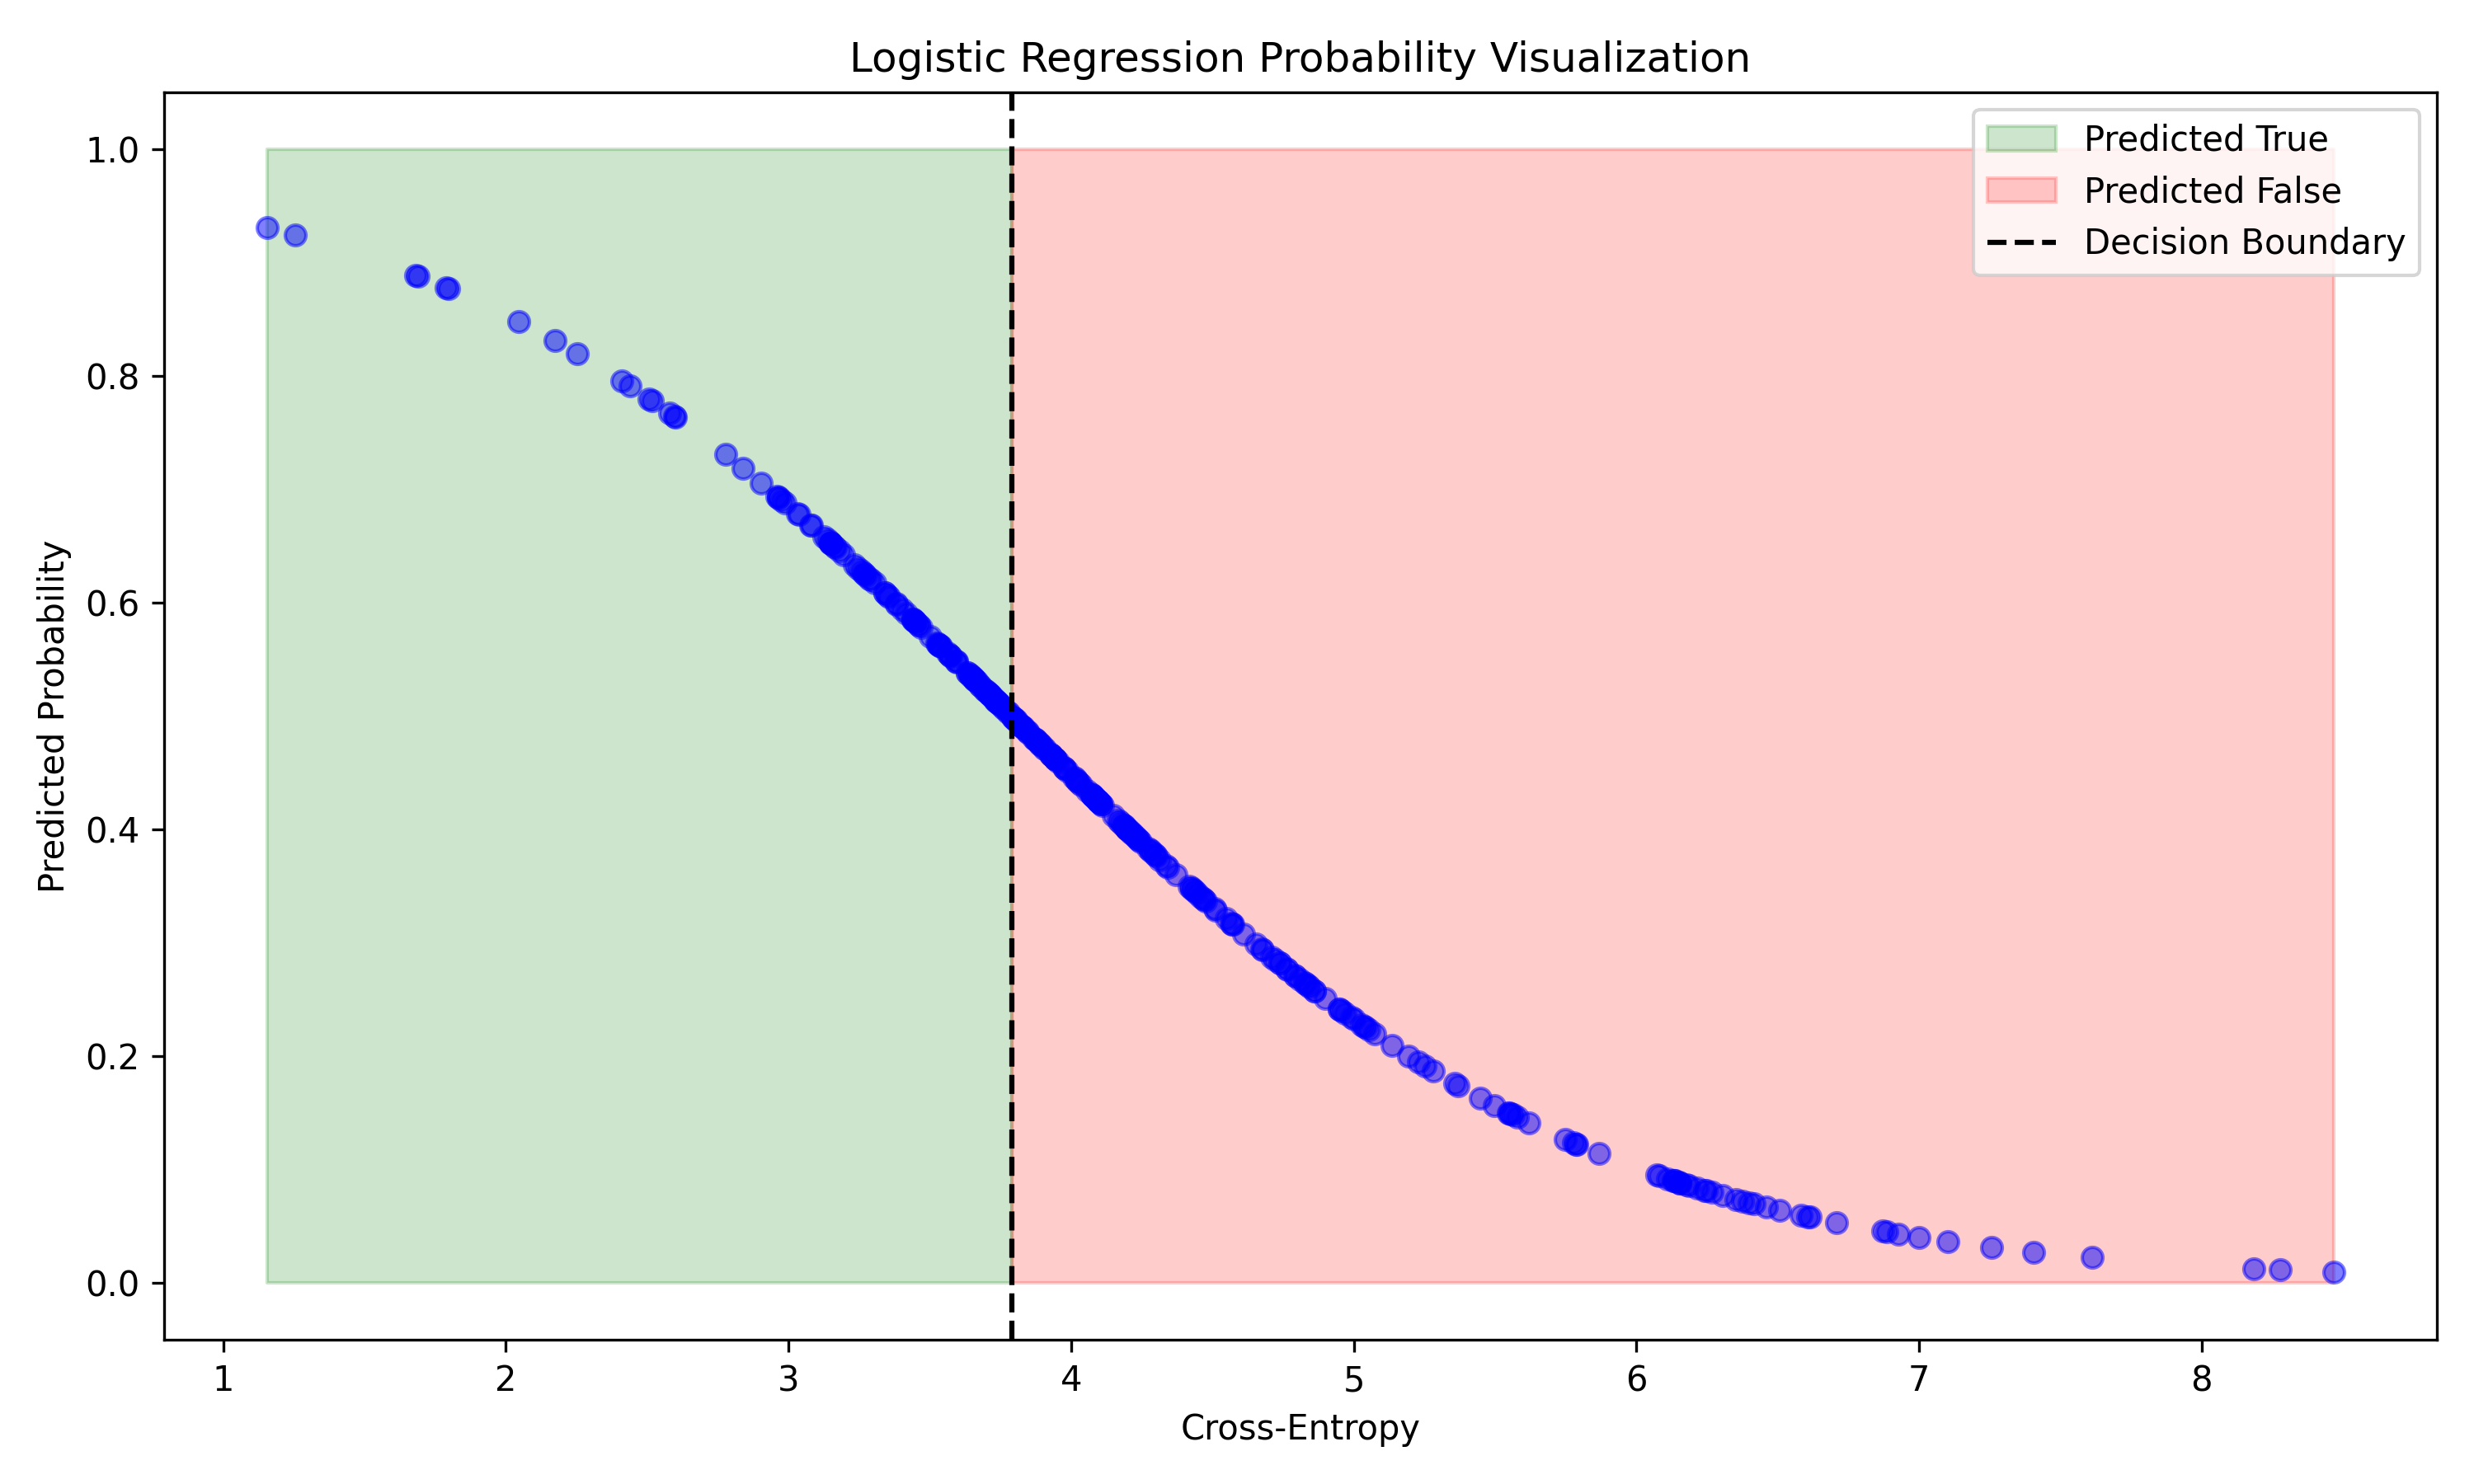 Logistic Regression Probability Visualization
Predicted True
Predicted False
Decision Boundary
Predicted Probability
1.0
0.8
0.6
0.4
0.2
0.0
1 2 3 4 5 6 7 8
Cross-Entropy